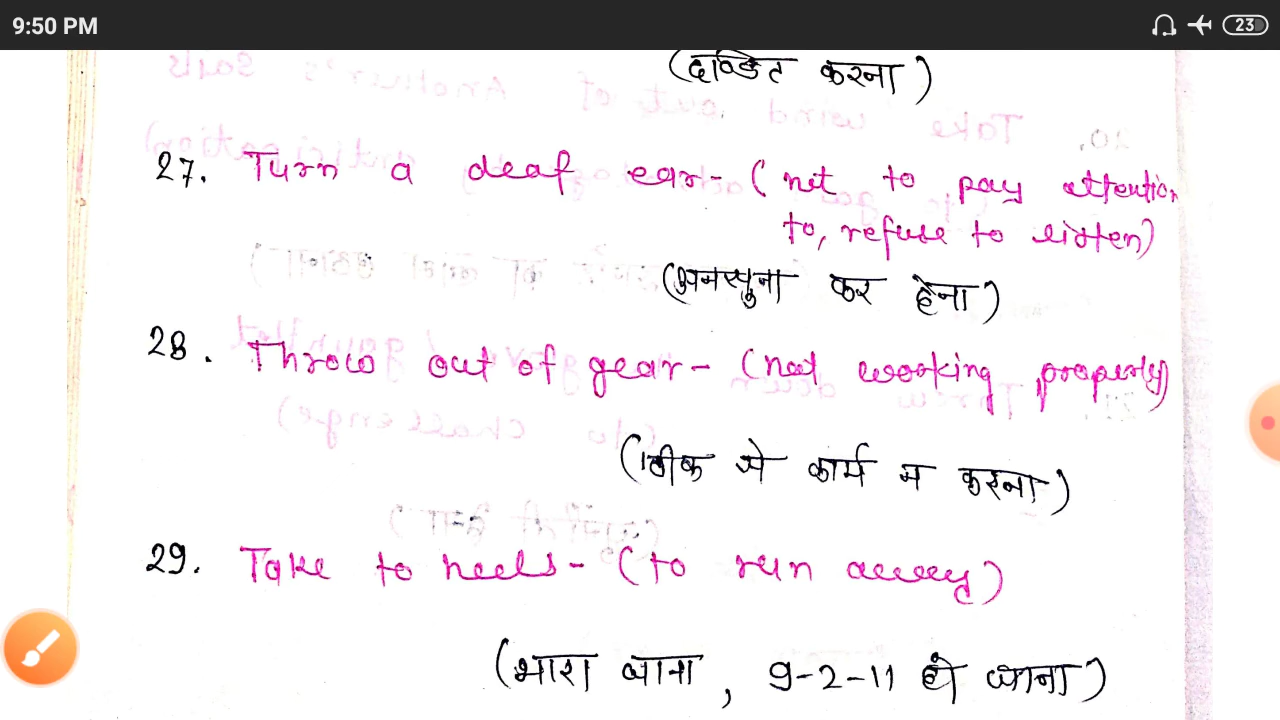 9:50 PM
23
(दण्डित करना)
27. Turn a deaf ear- (not to pay attention
to, refuse to listen)
(अनसुना कर देना)
28. Throw out of gear- (not working properly)
(ठीक से कार्य न करना)
29. Take to heels- (to run away)
(भाग जाना, 9-2-11 हो जाना)